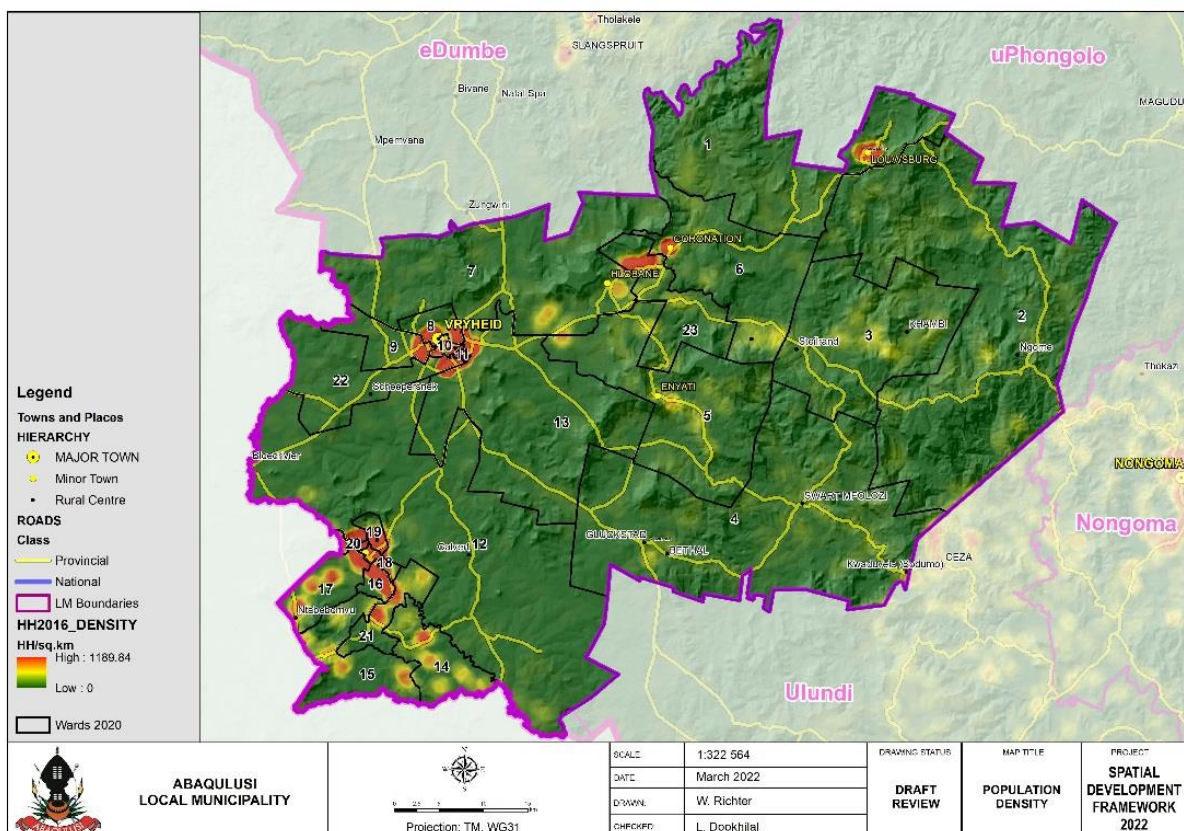 Tholakele
SLANGSPRUIT
eDumbe
uPhongolo
Bivane
Natal Spa
MAGUDU
Mpemvana
Zungwini
1
LOUWSBURG
CORONATION
7
HLOBANE
6
2
8
VRYHEID
10
11
9
23
3
KHAMBI
Ngome
Thokazi
22
Scheepersnek
ENYATI
5
13
NONGOMA
SWART MFOLOZI
4
Nongoma
19
20
18
Calvert
12
GLUCKSTAD
BETHAL
CEZA
16
17
21
14
15
Ulundi
Legend
Towns and Places
HIERARCHY
MAJOR TOWN
Minor Town
Rural Centre
ROADS
Class
Provincial
National
LM Boundaries
HH2016_DENSITY
HH/sq.km
High : 1189.84
Low : 0
Wards 2020
ABAQULUSI
ABAQULUSI
LOCAL MUNICIPALITY
Projection: TM, WG31
SCALE: 1:322 564
DATE: March 2022
DRAWN: W. Richter
CHECKED: L. Dookhilal
DRAWING STATUS
DRAFT
REVIEW
MAP TITLE
POPULATION
DENSITY
PROJECT
SPATIAL
DEVELOPMENT
FRAMEWORK
2022